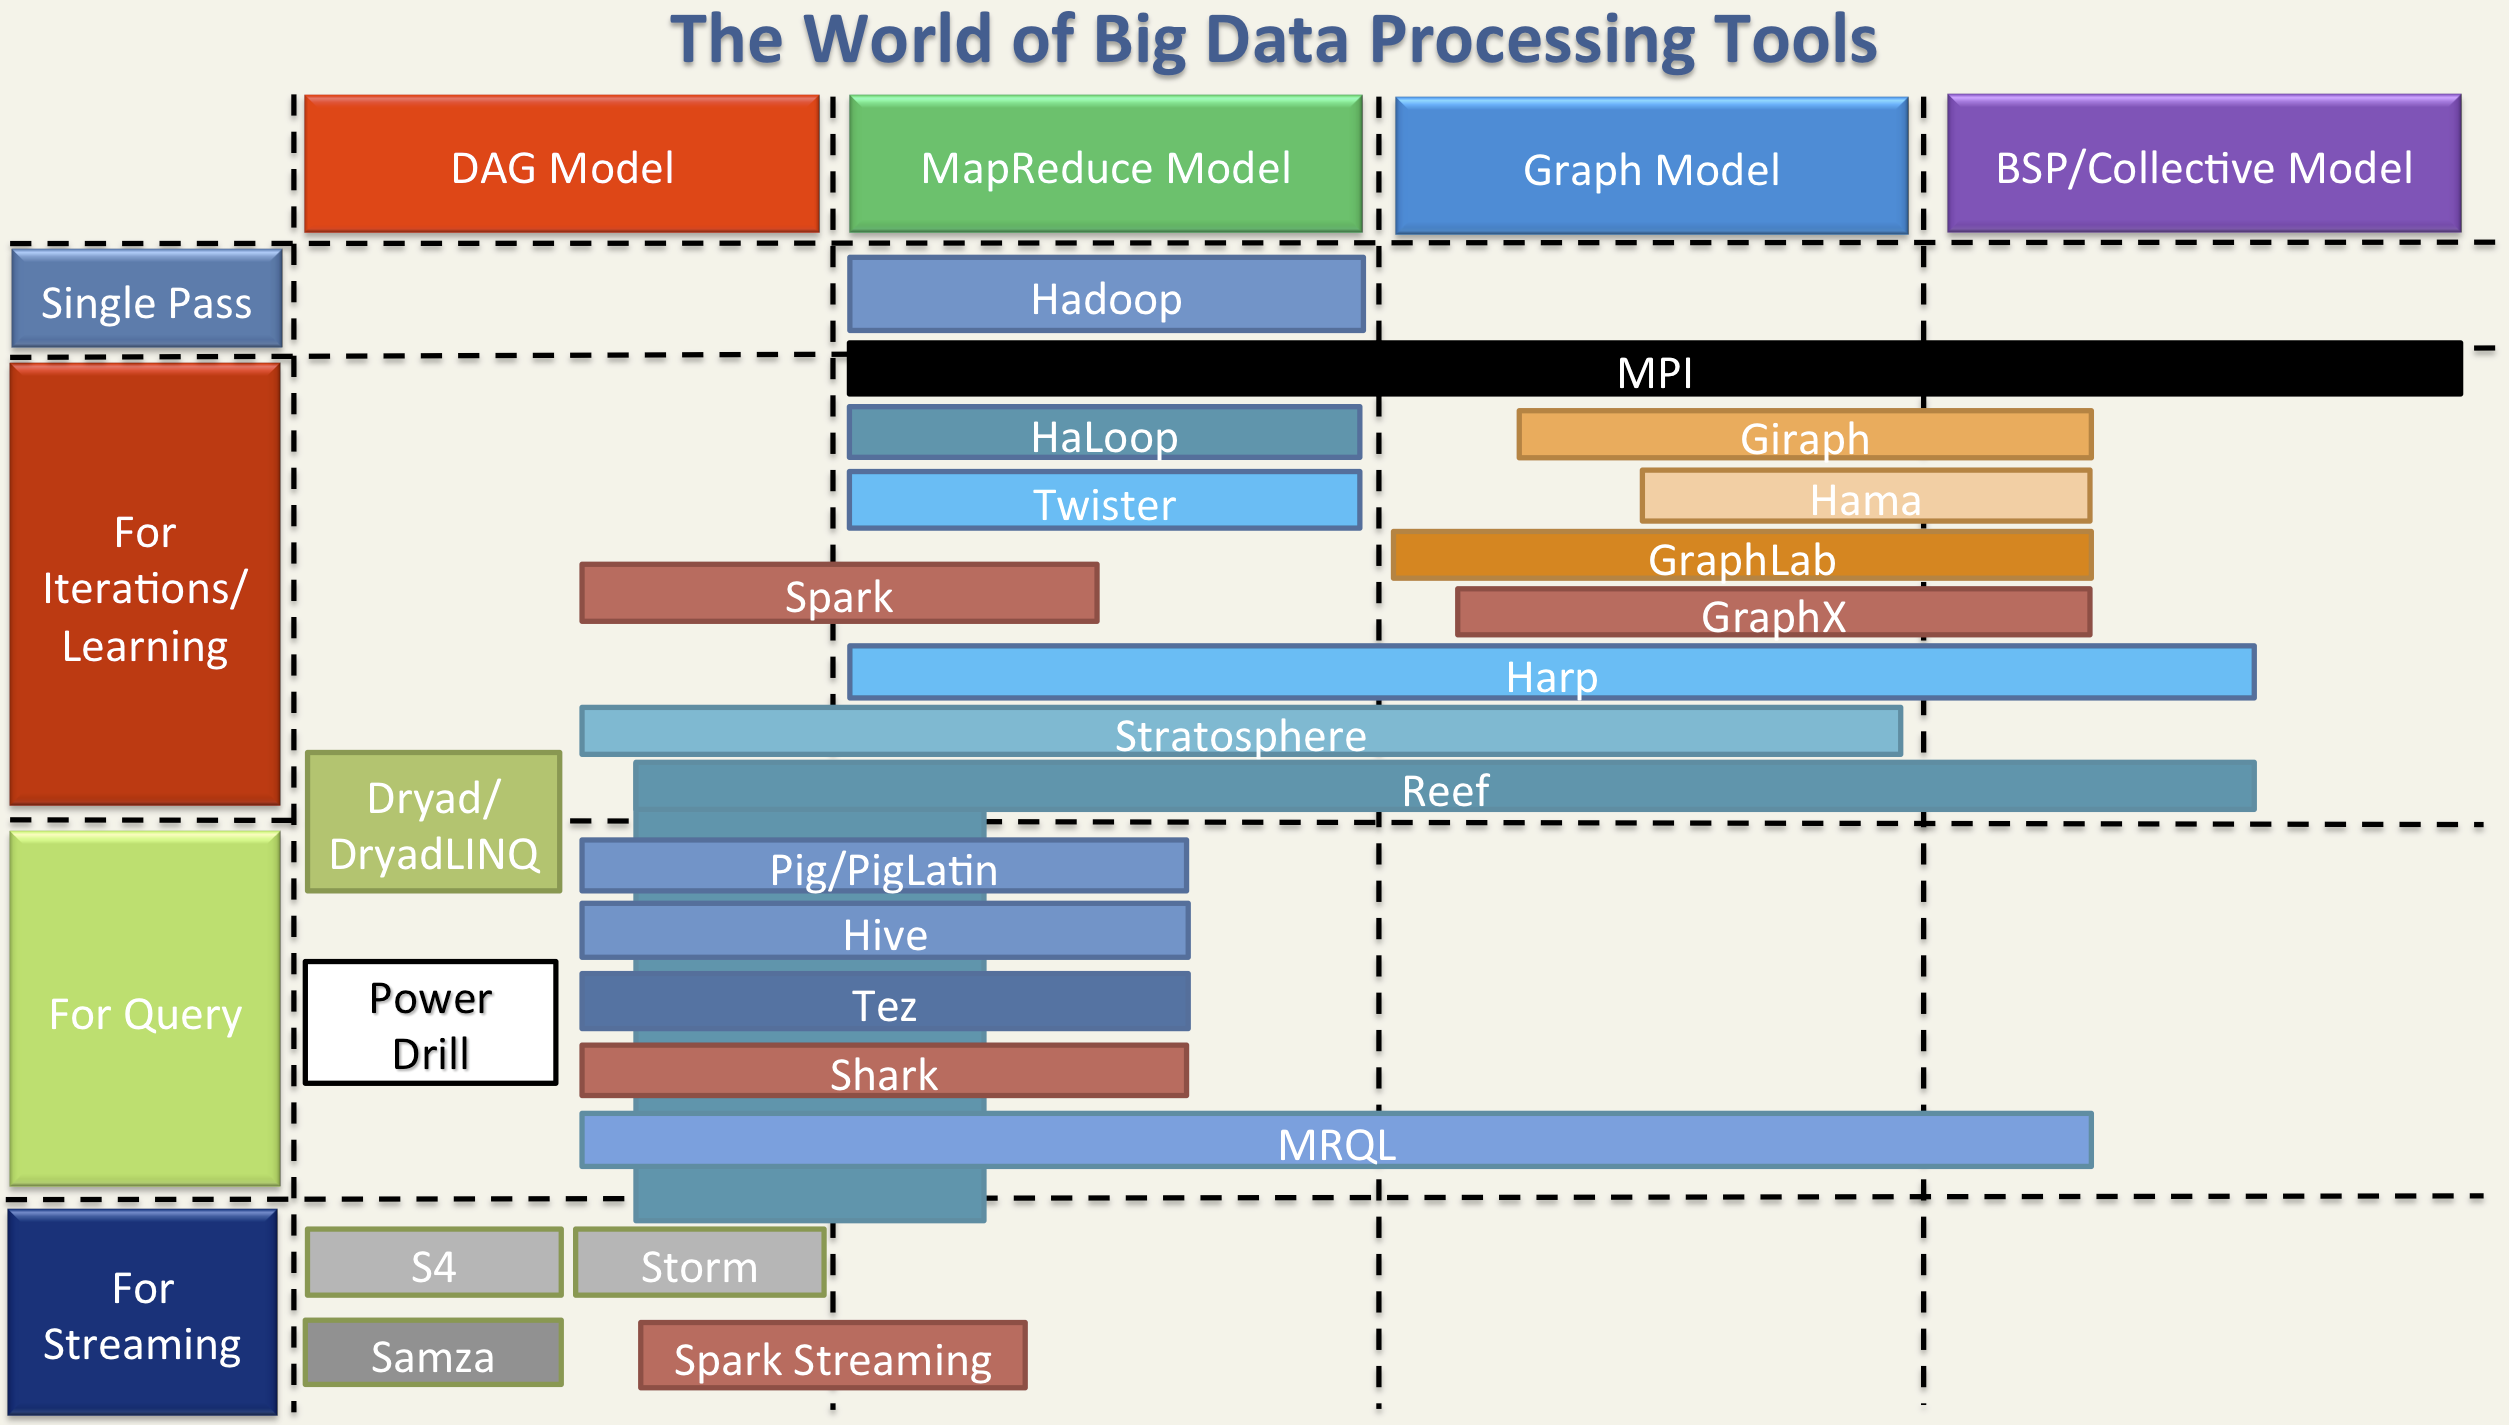 The World of Big Data Processing Tools
DAG Model
MapReduce Model
Graph Model
BSP/Collective Model
Single Pass
Hadoop
MPI
For
Iterations/
Learning
HaLoop
Giraph
Twister
Hama
GraphLab
Spark
GraphX
Harp
Stratosphere
Dryad/
DryadLINQ
Reef
For Query
Pig/PigLatin
Hive
Power
Drill
Tez
Shark
MRQL
For
Streaming
S4
Storm
Samza
Spark Streaming